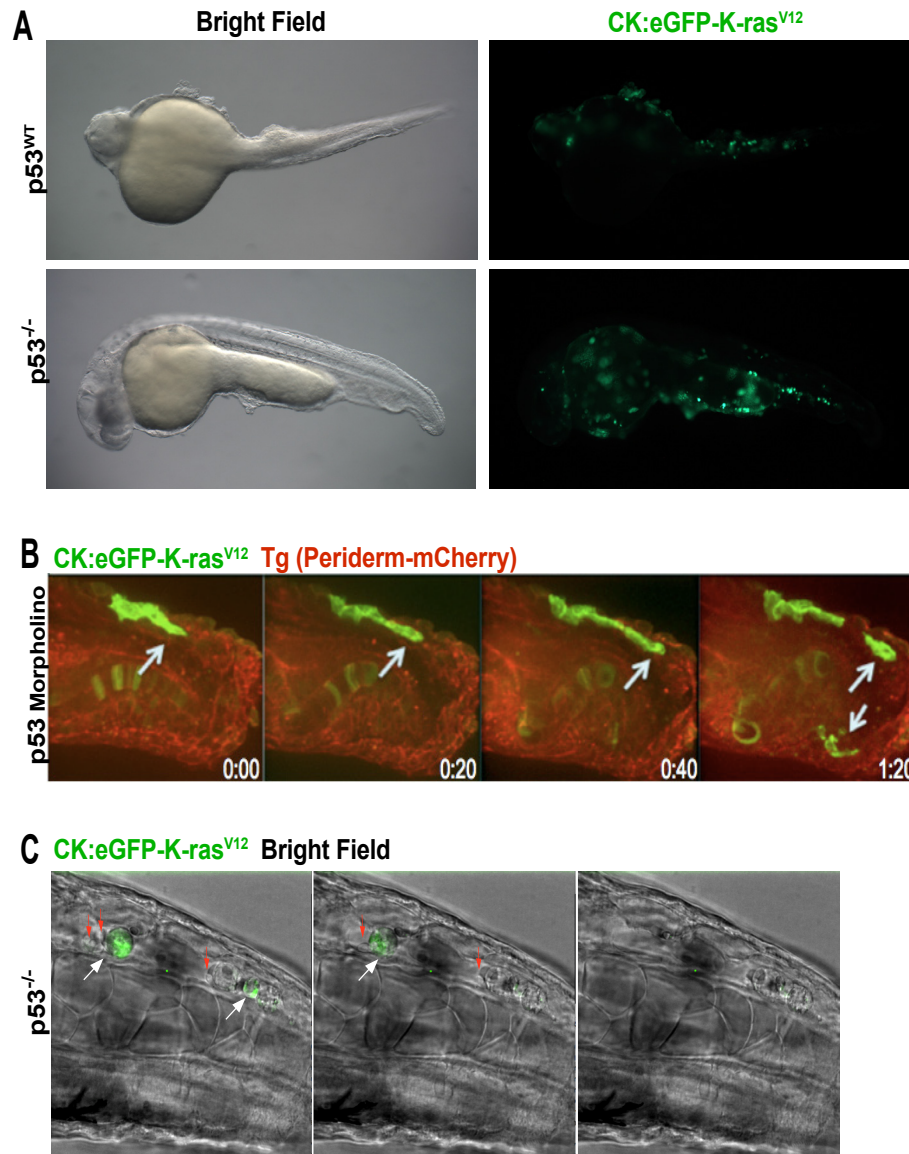 A
Bright Field
CK:eGFP-K-rasV12
p53WT
p53-/-
B
CK:eGFP-K-rasV12 Tg (Periderm-mCherry)
p53 Morpholino
0:00
0:20
0:40
1:20
C
CK:eGFP-K-rasV12 Bright Field
p53-/-